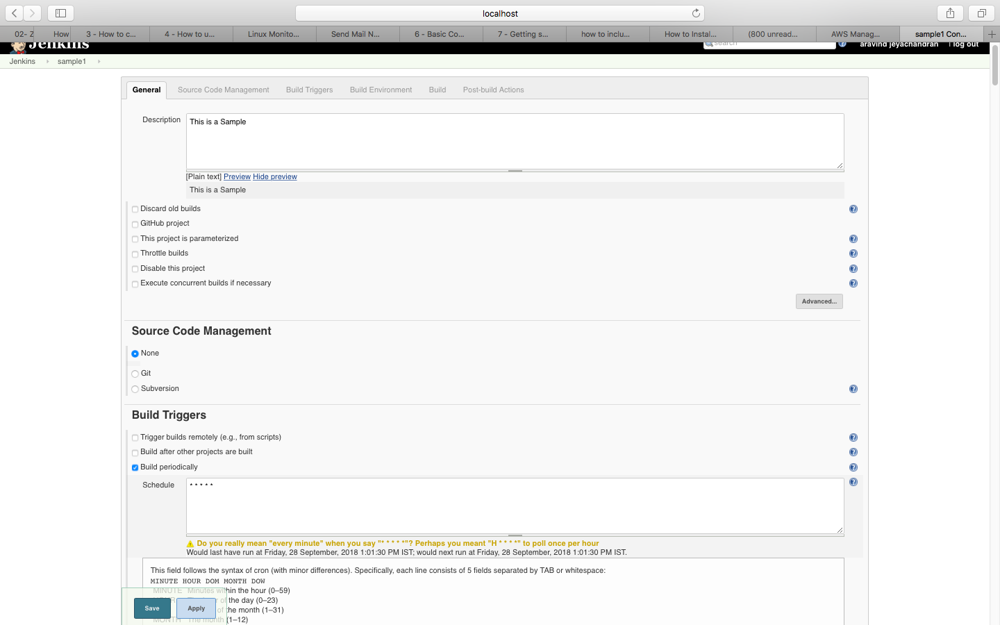 localhost
02- Z
How
3 - How to c...
4 - How to u...
Linux Monito...
Send Mail N...
6 - Basic Co...
7 - Getting s...
how to inclu...
How to Instal...
(800 unread...
AWS Manag...
sample1 Con...
Jenkins
search
aravind jeyachandran
log out
Jenkins
sample1
General
Source Code Management
Build Triggers
Build Environment
Build
Post-build Actions
Description
This is a Sample
[Plain text] Preview Hide preview
This is a Sample
Discard old builds
GitHub project
This project is parameterized
Throttle builds
Disable this project
Execute concurrent builds if necessary
Advanced...
Source Code Management
None
Git
Subversion
Build Triggers
Trigger builds remotely (e.g., from scripts)
Build after other projects are built
Build periodically
Schedule
* * * * *
Do you really mean "every minute" when you say "* * * * *"? Perhaps you meant "H * * * *" to poll once per hour
Would last have run at Friday, 28 September, 2018 1:01:30 PM IST; would next run at Friday, 28 September, 2018 1:01:30 PM IST.
This field follows the syntax of cron (with minor differences). Specifically, each line consists of 5 fields separated by TAB or whitespace:
MINUTE HOUR DOM MONTH DOW
MINUTE Minutes within the hour (0–59)
of the day (0–23)
of the month (1–31)
MONTH The month (1–12)
Save
Apply